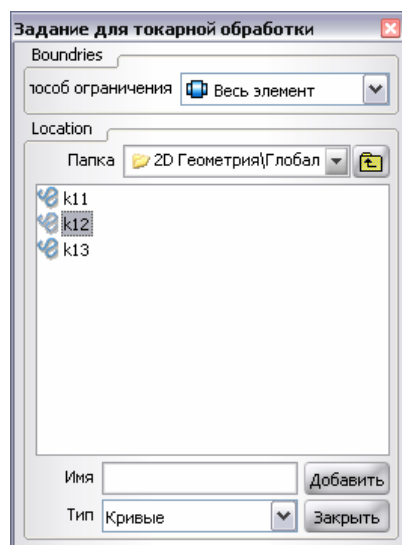 Задание для токарной обработки
Boundries
пособ ограничения Весь элемент
Location
Папка 2D Геометрия\Глобал
k11
k12
k13
Имя Добавить
Тип Кривые Закрыть